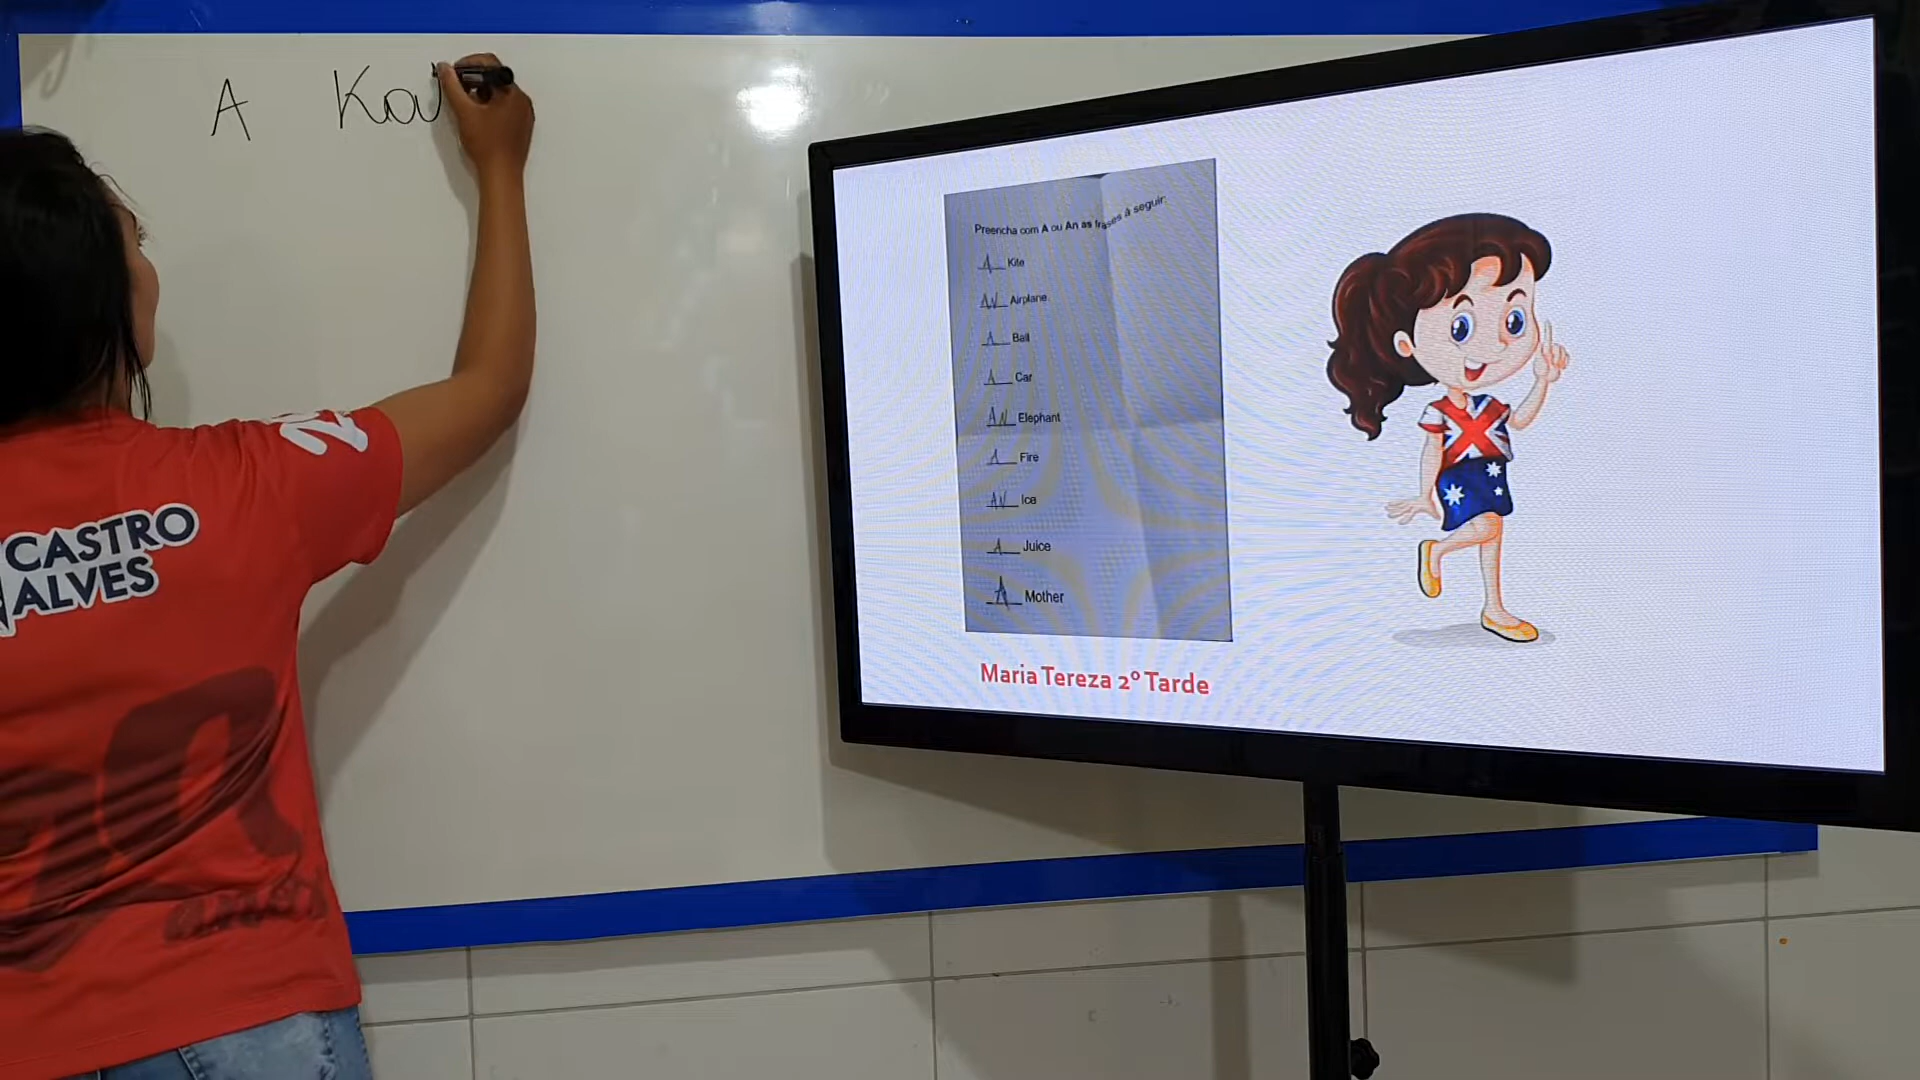 A Kau
CASTRO
ALVES
Preencha com A ou An as frases à seguir:
A Kite
AN Airplane
A Ball
A Car
AN Elephant
A Fire
AN Ice
A Juice
A Mother
Maria Tereza 2º Tarde